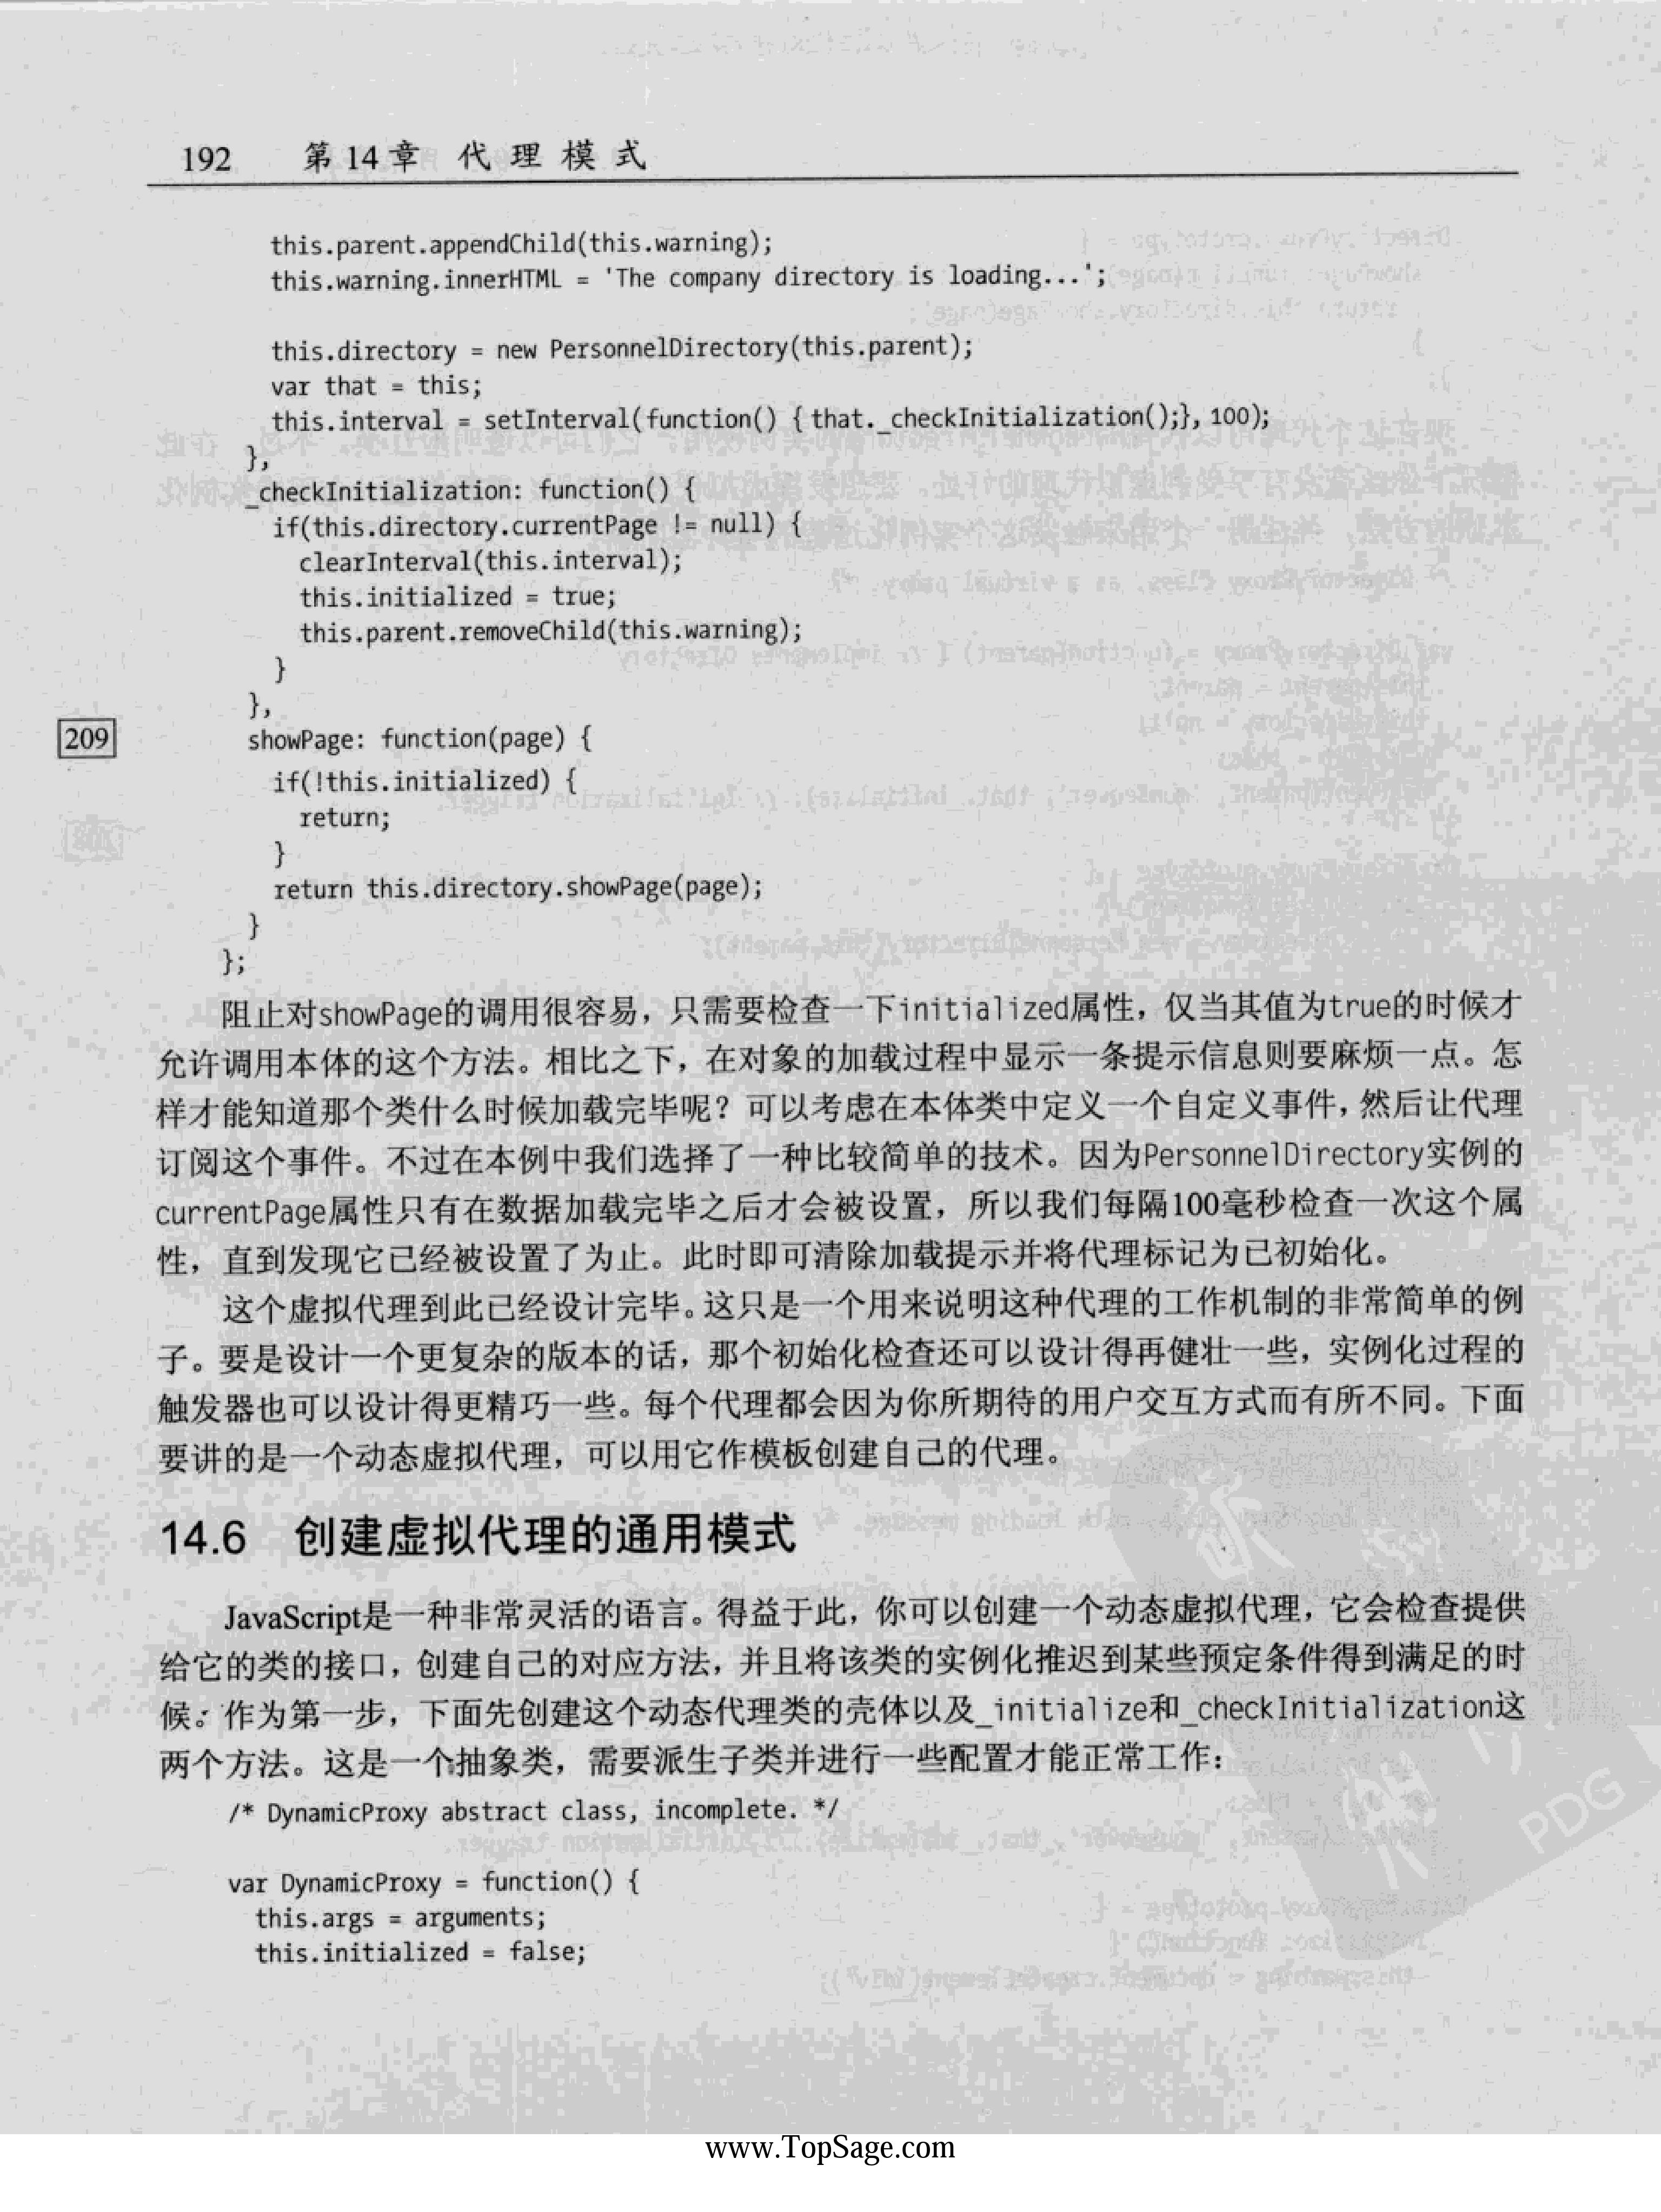 192 第 14 章 代 理 模 式
this.parent.appendChild(this.warning);
this.warning.innerHTML = 'The company directory is loading...';
this.directory = new PersonnelDirectory(this.parent);
var that = this;
this.interval = setInterval(function() { that._checkInitialization();}, 100);
},
_checkInitialization: function() {
if(this.directory.currentPage != null) {
clearInterval(this.interval);
this.initialized = true;
this.parent.removeChild(this.warning);
}
},
209
showPage: function(page) {
if(!this.initialized) {
return;
}
return this.directory.showPage(page);
}
};
阻止对showPage的调用很容易，只需要检查一下initialized属性，仅当其值为true的时候才
允许调用本体的这个方法。相比之下，在对象的加载过程中显示一条提示信息则要麻烦一点。怎
样才能知道那个类什么时候加载完毕呢？可以考虑在本体类中定义一个自定义事件，然后让代理
订阅这个事件。不过在本例中我们选择了一种比较简单的技术。因为PersonnelDirectory实例的
currentPage属性只有在数据加载完毕之后才会被设置，所以我们每隔100毫秒检查一次这个属
性，直到发现它已经被设置了为止。此时即可清除加载提示并将代理标记为已初始化。
这个虚拟代理到此已经设计完毕。这只是一个用来说明这种代理的工作机制的非常简单的例
子。要是设计一个更复杂的版本的话，那个初始化检查还可以设计得再健壮一些，实例化过程的
触发器也可以设计得更精巧一些。每个代理都会因为你所期待的用户交互方式而有所不同。下面
要讲的是一个动态虚拟代理，可以用它作模板创建自己的代理。
14.6 创建虚拟代理的通用模式
JavaScript是一种非常灵活的语言。得益于此，你可以创建一个动态虚拟代理，它会检查提供
给它的类的接口，创建自己的对应方法，并且将该类的实例化推迟到某些预定条件得到满足的时
候。作为第一步，下面先创建这个动态代理类的壳体以及_initialize和_checkInitialization这
两个方法。这是一个抽象类，需要派生子类并进行一些配置才能正常工作：
/* DynamicProxy abstract class, incomplete. */
var DynamicProxy = function() {
this.args = arguments;
this.initialized = false;
PDG
www.TopSage.com